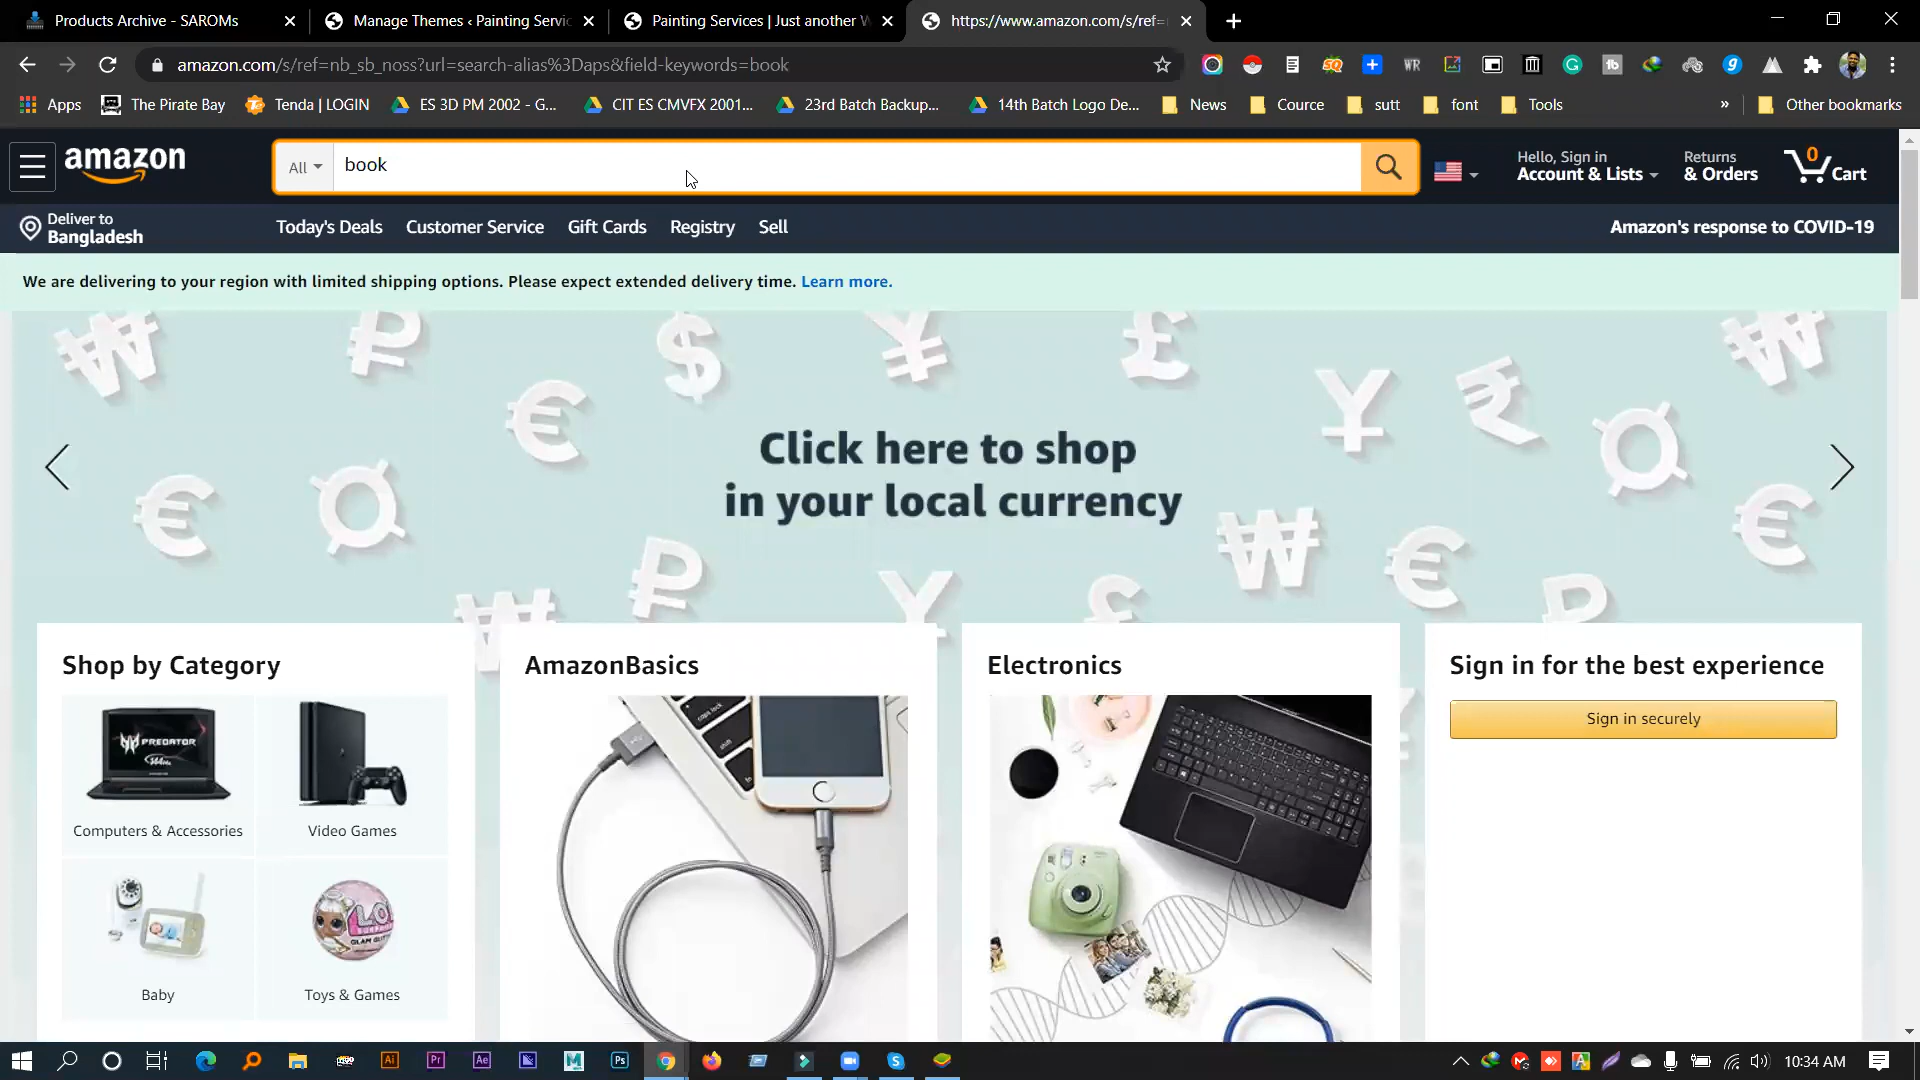 Products Archive - SAROMs
Manage Themes ‹ Painting Servic
Painting Services | Just another W
https://www.amazon.com/s/ref=
amazon.com/s/ref=nb_sb_noss?url=search-alias%3Daps&field-keywords=book
Apps
The Pirate Bay
Tenda | LOGIN
ES 3D PM 2002 - G...
CIT ES CMVFX 2001...
23rd Batch Backup...
14th Batch Logo De...
News
Cource
sutt
font
Tools
»
Other bookmarks
amazon
All
book
Hello, Sign in
Account & Lists
Returns
& Orders
0
Cart
Deliver to
Bangladesh
Today's Deals
Customer Service
Gift Cards
Registry
Sell
Amazon's response to COVID-19
We are delivering to your region with limited shipping options. Please expect extended delivery time. Learn more.
Click here to shop
in your local currency
Shop by Category
AmazonBasics
Electronics
Sign in for the best experience
Sign in securely
PREDATOR
Computers & Accessories
Video Games
Baby
Toys & Games
10:34 AM